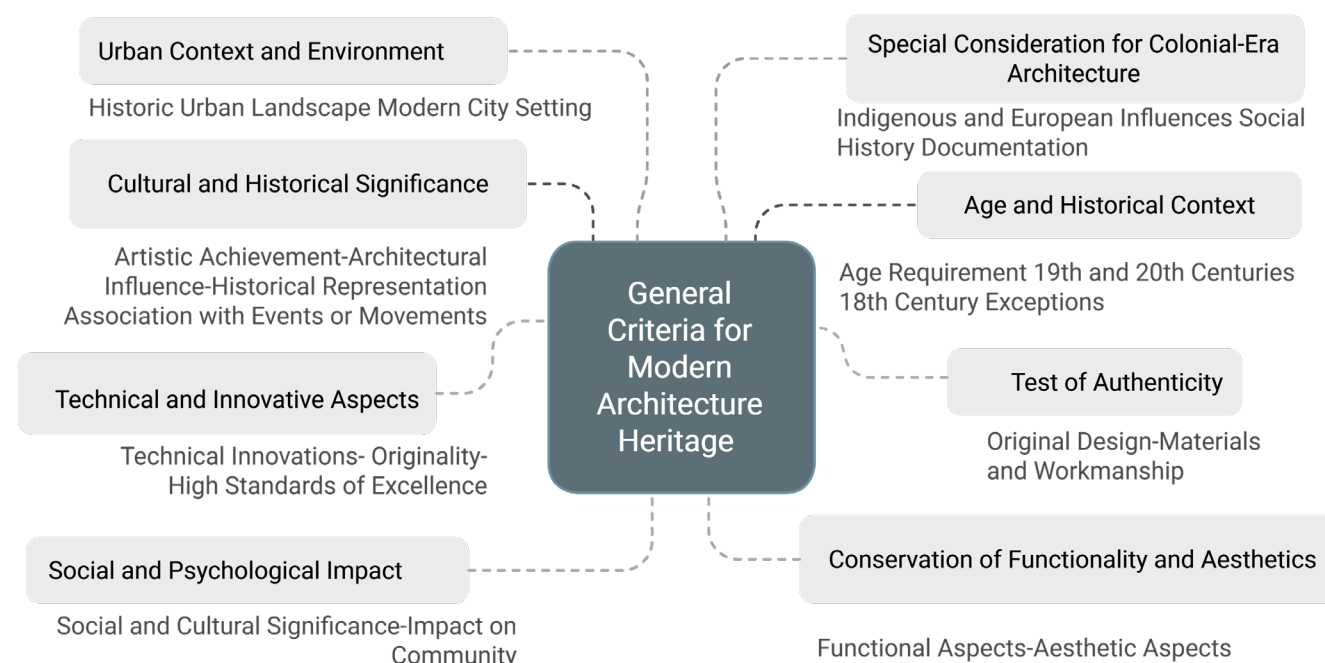 Urban Context and Environment
Historic Urban Landscape Modern City Setting
Cultural and Historical Significance
Artistic Achievement-Architectural
Influence-Historical Representation
Association with Events or Movements
Technical and Innovative Aspects
Technical Innovations- Originality-
High Standards of Excellence
Social and Psychological Impact
Social and Cultural Significance-Impact on
Community
General
Criteria for
Modern
Architecture
Heritage
Special Consideration for Colonial-Era
Architecture
Indigenous and European Influences Social
History Documentation
Age and Historical Context
Age Requirement 19th and 20th Centuries
18th Century Exceptions
Test of Authenticity
Original Design-Materials
and Workmanship
Conservation of Functionality and Aesthetics
Functional Aspects-Aesthetic Aspects